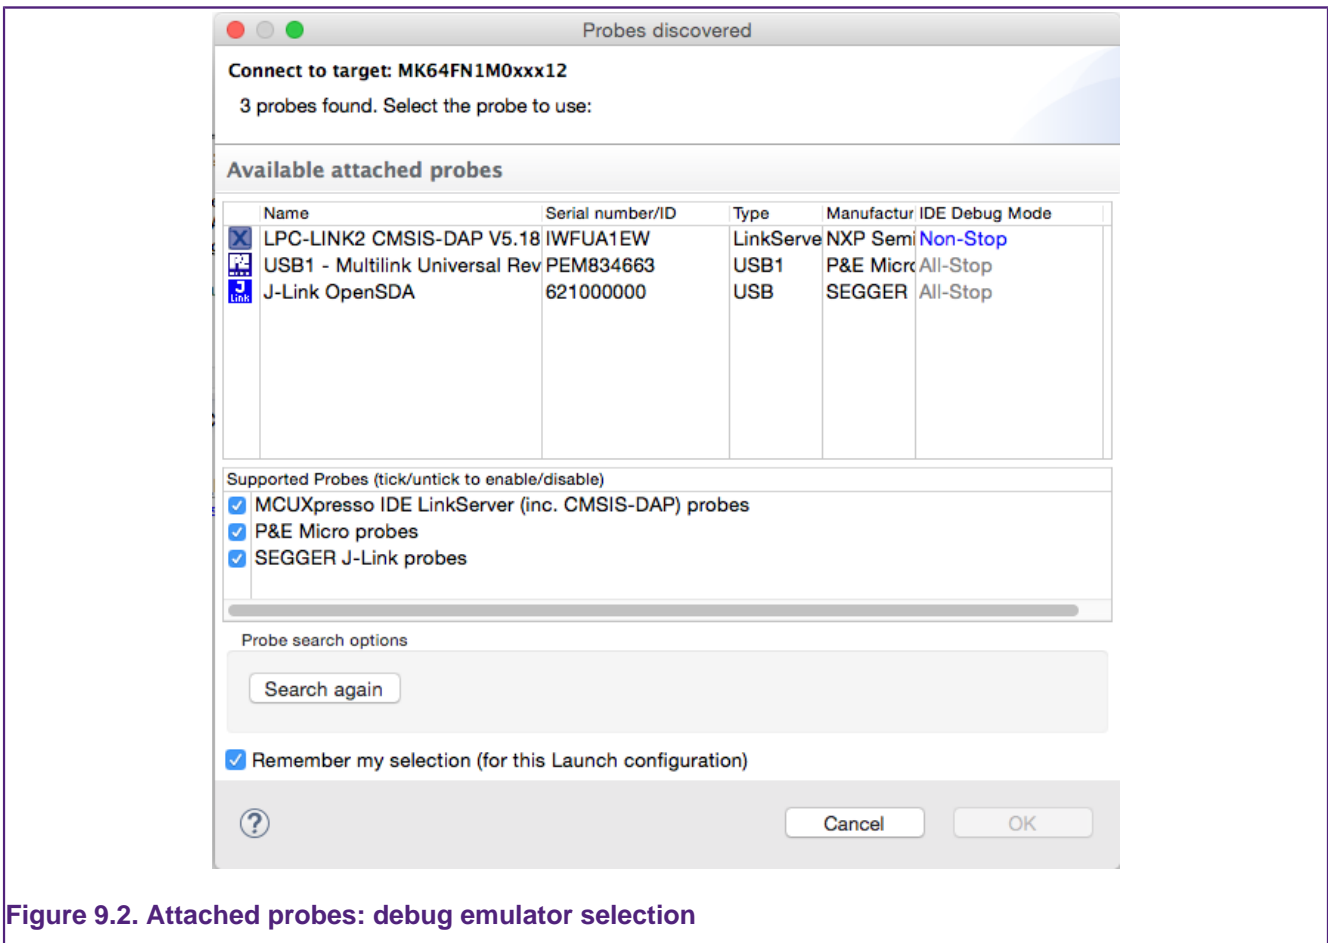 Probes discovered
Connect to target: MK64FN1M0xxx12
3 probes found. Select the probe to use:
Available attached probes
Name Serial number/ID Type Manufactur IDE Debug Mode
LPC-LINK2 CMSIS-DAP V5.18 IWFUA1EW LinkServe NXP Semi Non-Stop
USB1 - Multilink Universal Rev PEM834663 USB1 P&E Micro All-Stop
J-Link OpenSDA 621000000 USB SEGGER All-Stop
Supported Probes (tick/untick to enable/disable)
MCUXpresso IDE LinkServer (inc. CMSIS-DAP) probes
P&E Micro probes
SEGGER J-Link probes
Probe search options
Search again
Remember my selection (for this Launch configuration)
? Cancel OK
Figure 9.2. Attached probes: debug emulator selection